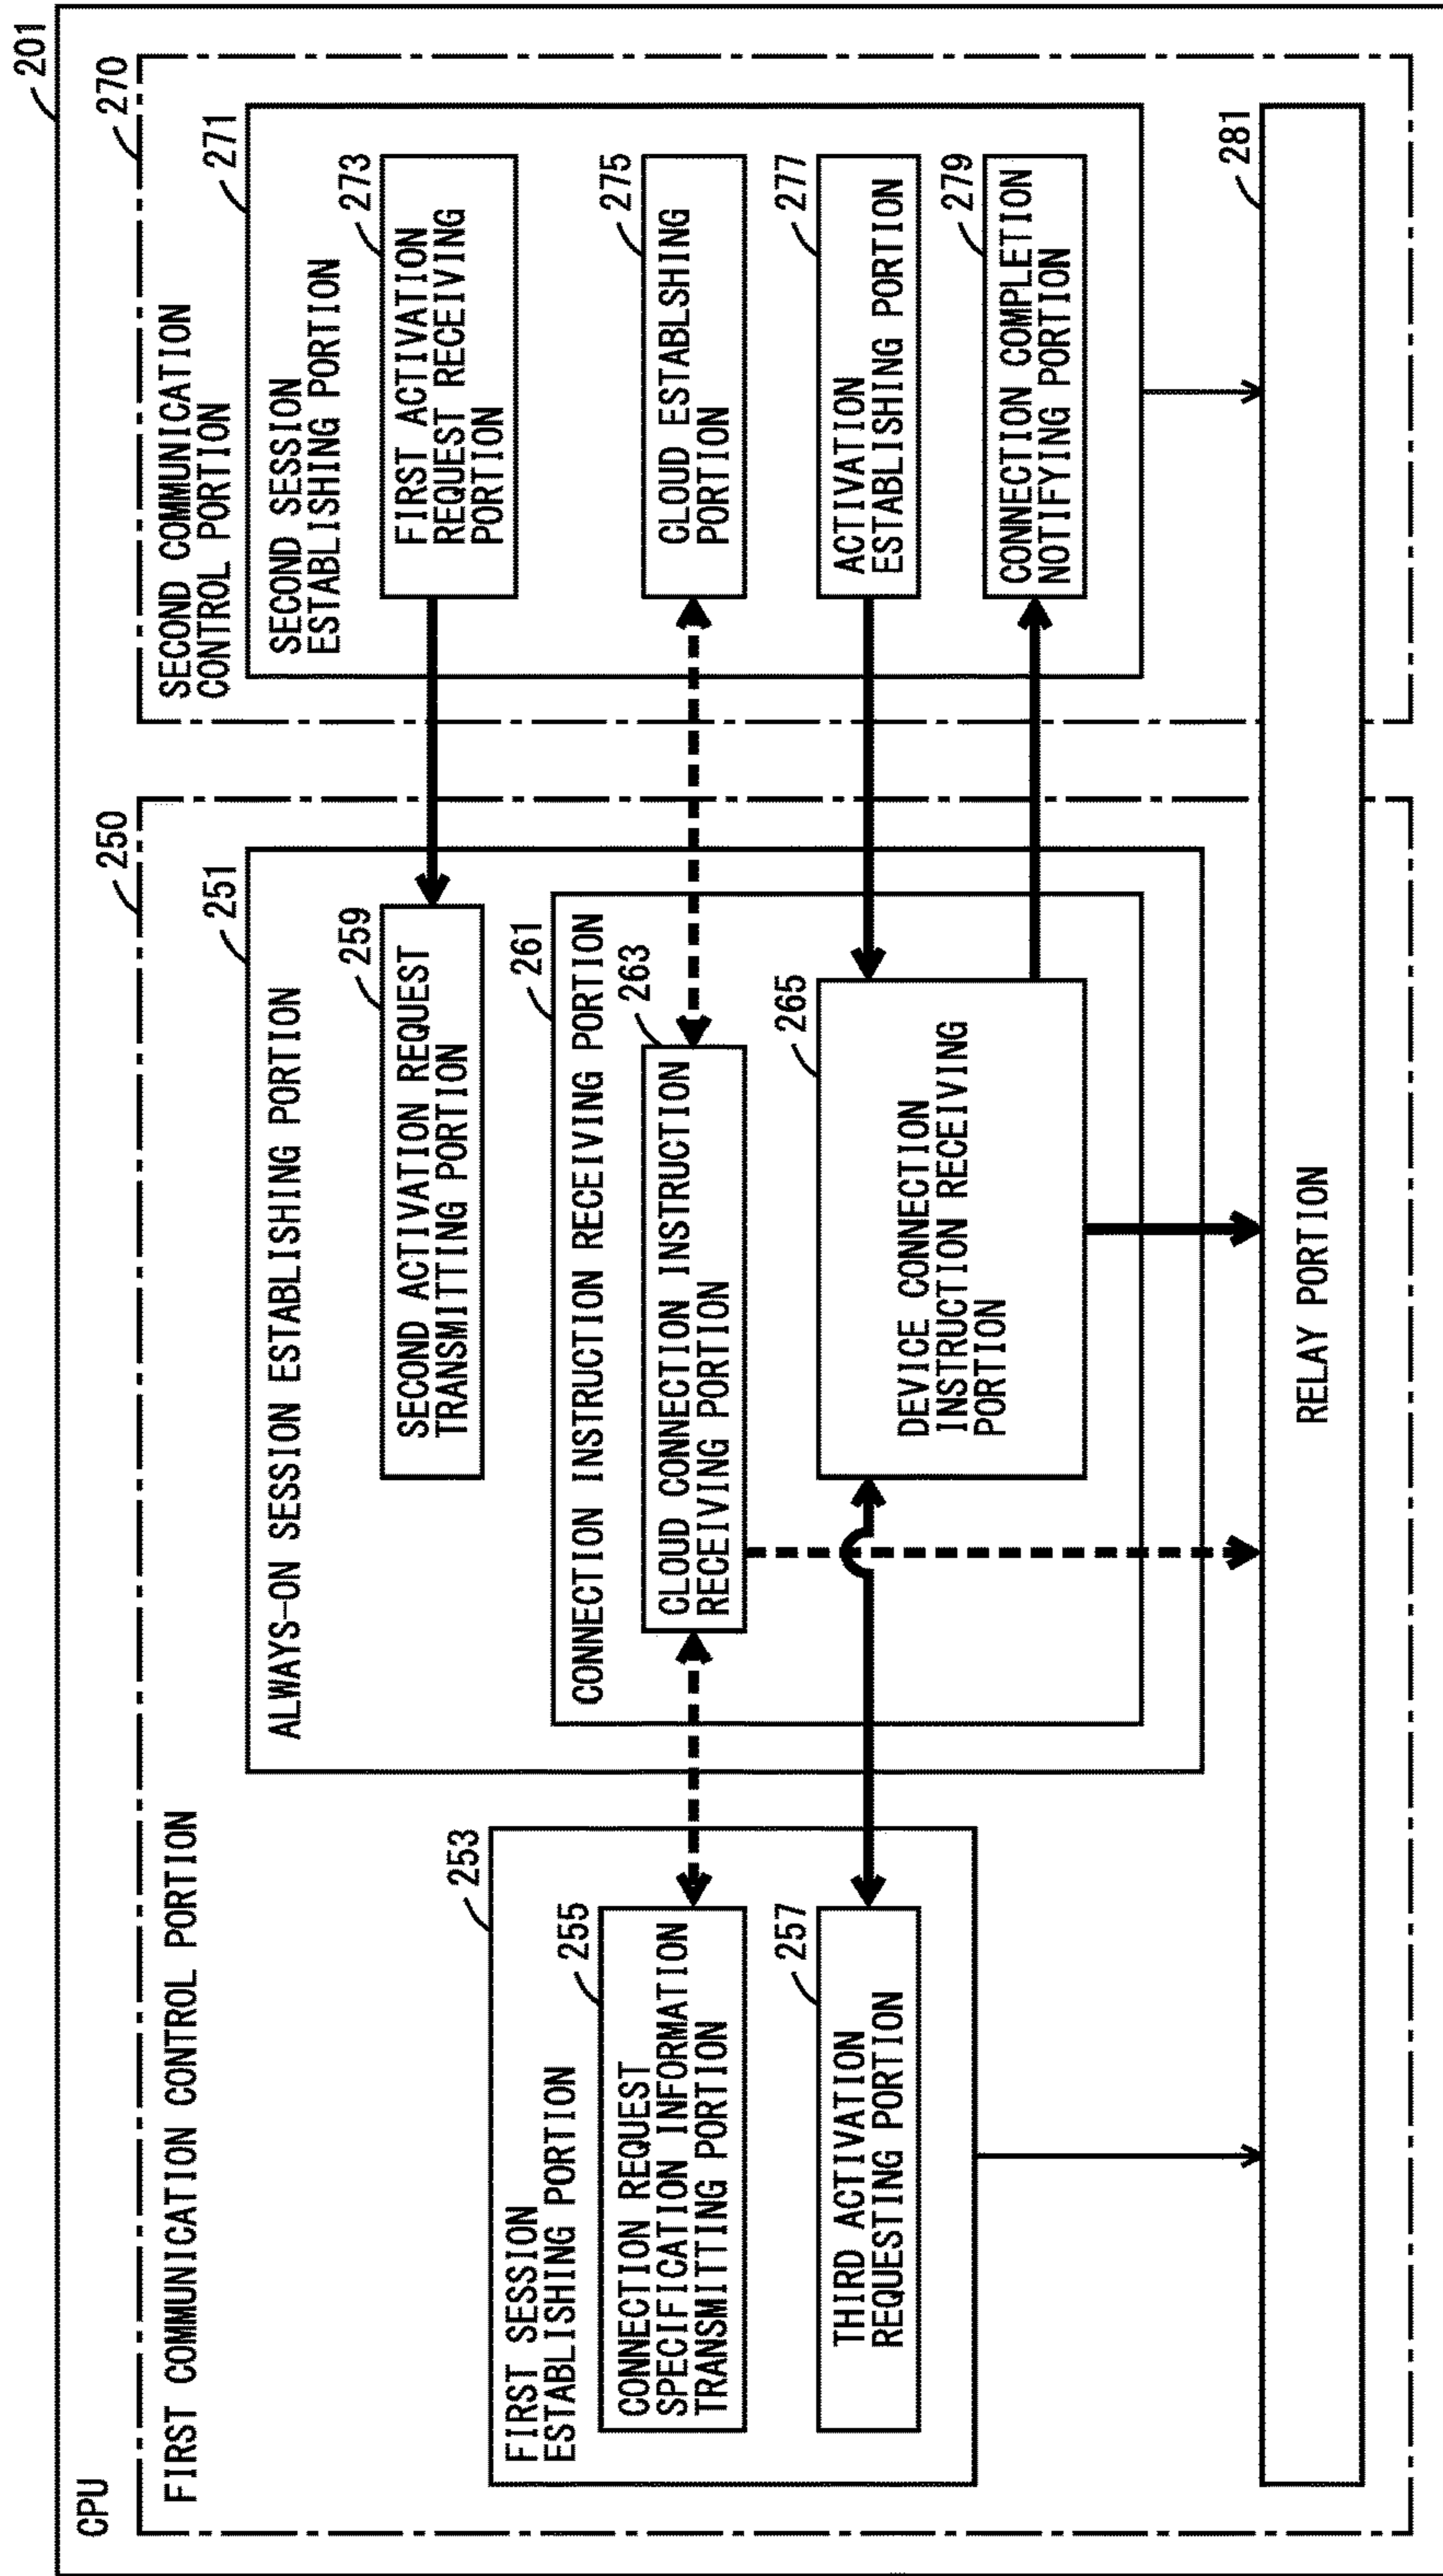 CPU
201
FIRST COMMUNICATION CONTROL PORTION
250
FIRST SESSION
ESTABLISHING PORTION
253
CONNECTION REQUEST
SPECIFICATION INFORMATION
TRANSMITTING PORTION
255
THIRD ACTIVATION
REQUESTING PORTION
257
ALWAYS-ON SESSION ESTABLISHING PORTION
251
SECOND ACTIVATION REQUEST
TRANSMITTING PORTION
259
CONNECTION INSTRUCTION RECEIVING PORTION
261
CLOUD CONNECTION INSTRUCTION
RECEIVING PORTION
263
DEVICE CONNECTION
INSTRUCTION RECEIVING
PORTION
265
SECOND COMMUNICATION
CONTROL PORTION
270
SECOND SESSION
ESTABLISHING PORTION
271
FIRST ACTIVATION
REQUEST RECEIVING
PORTION
273
CLOUD ESTABLSHING
PORTION
275
ACTIVATION
ESTABLISHING PORTION
277
CONNECTION COMPLETION
NOTIFYING PORTION
279
RELAY PORTION
281